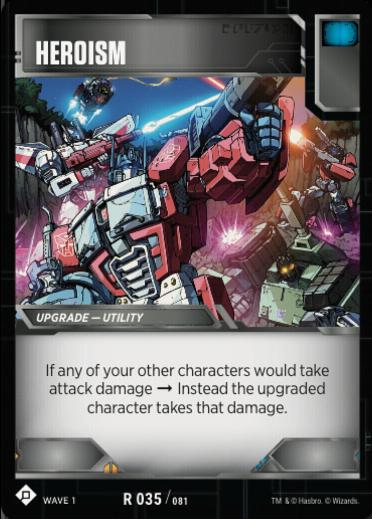 HEROISM
UPGRADE — UTILITY
If any of your other characters would take
attack damage → Instead the upgraded
character takes that damage.
WAVE 1
R 035 / 081
TM & © Hasbro. © Wizards.